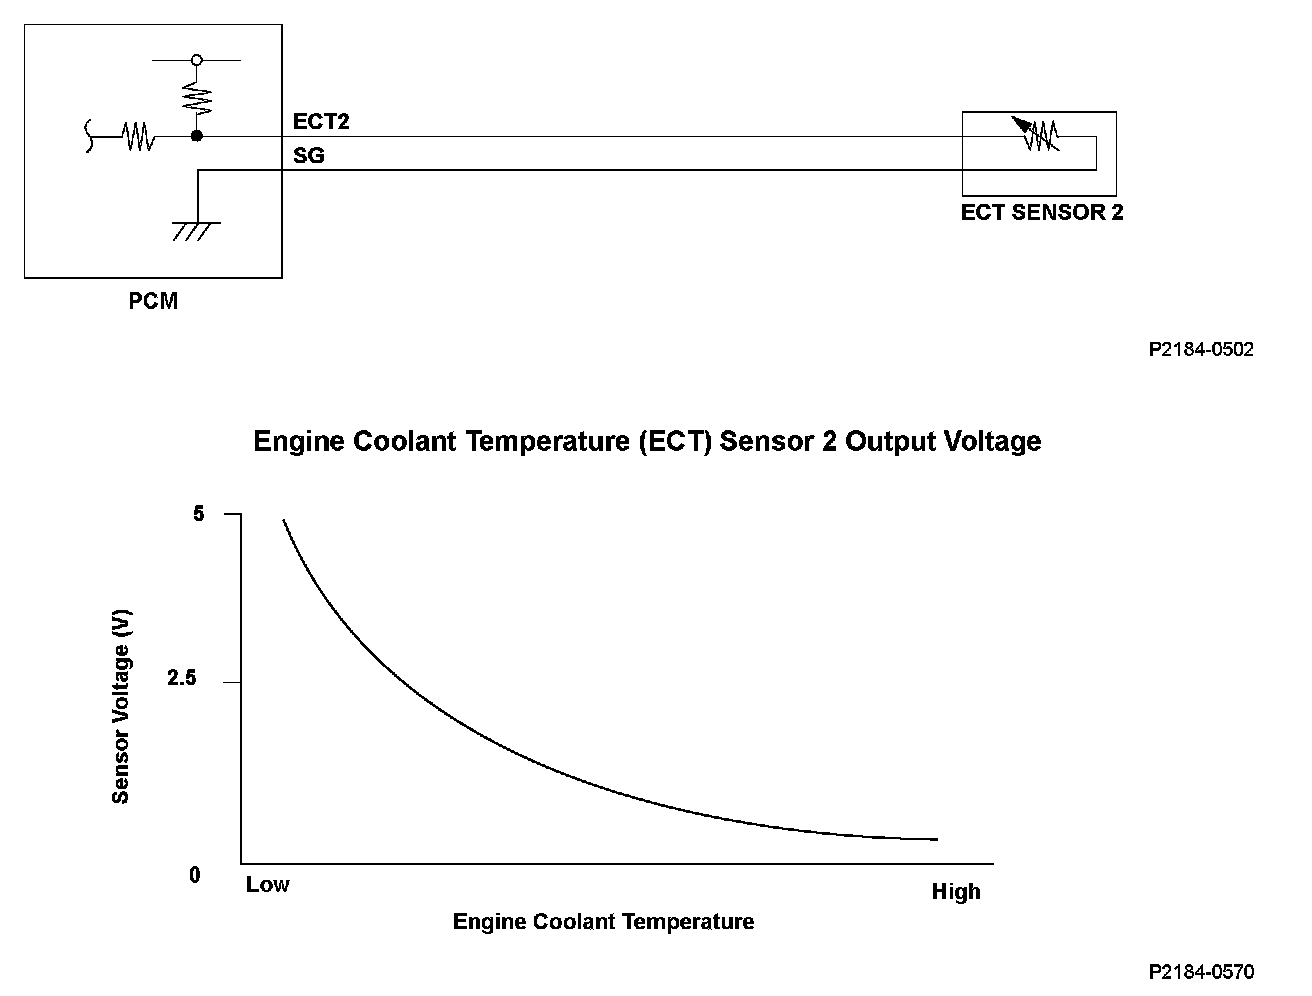 ECT2
SG
ECT SENSOR 2
PCM
P2184-0502
Engine Coolant Temperature (ECT) Sensor 2 Output Voltage
5
2.5
0
Sensor Voltage (V)
Low
High
Engine Coolant Temperature
P2184-0570